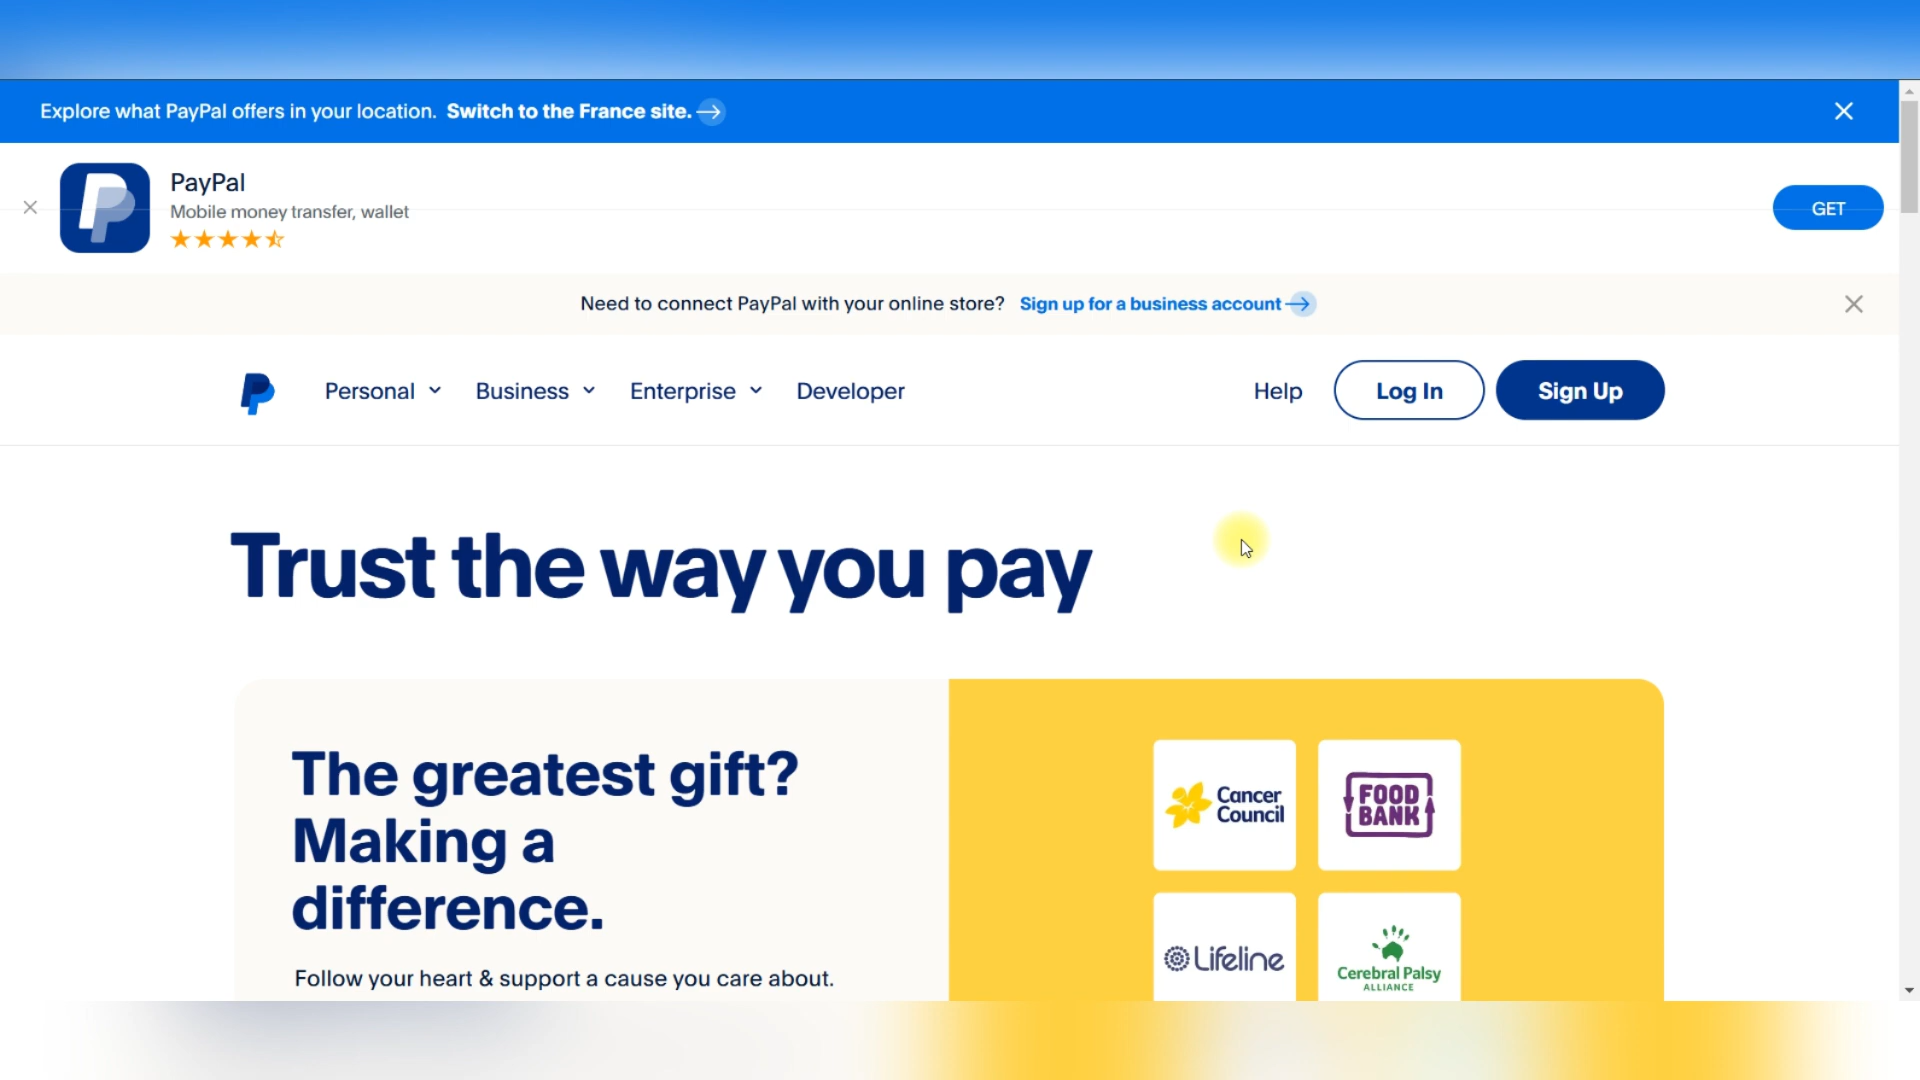 Explore what PayPal offers in your location. Switch to the France site.
PayPal
Mobile money transfer, wallet
GET
Need to connect PayPal with your online store? Sign up for a business account
Personal Business Enterprise Developer Help Log In Sign Up
Trust the way you pay
The greatest gift?
Making a
difference.
Follow your heart & support a cause you care about.
Cancer
Council
FOOD
BANK
Lifeline
Cerebral Palsy
ALLIANCE